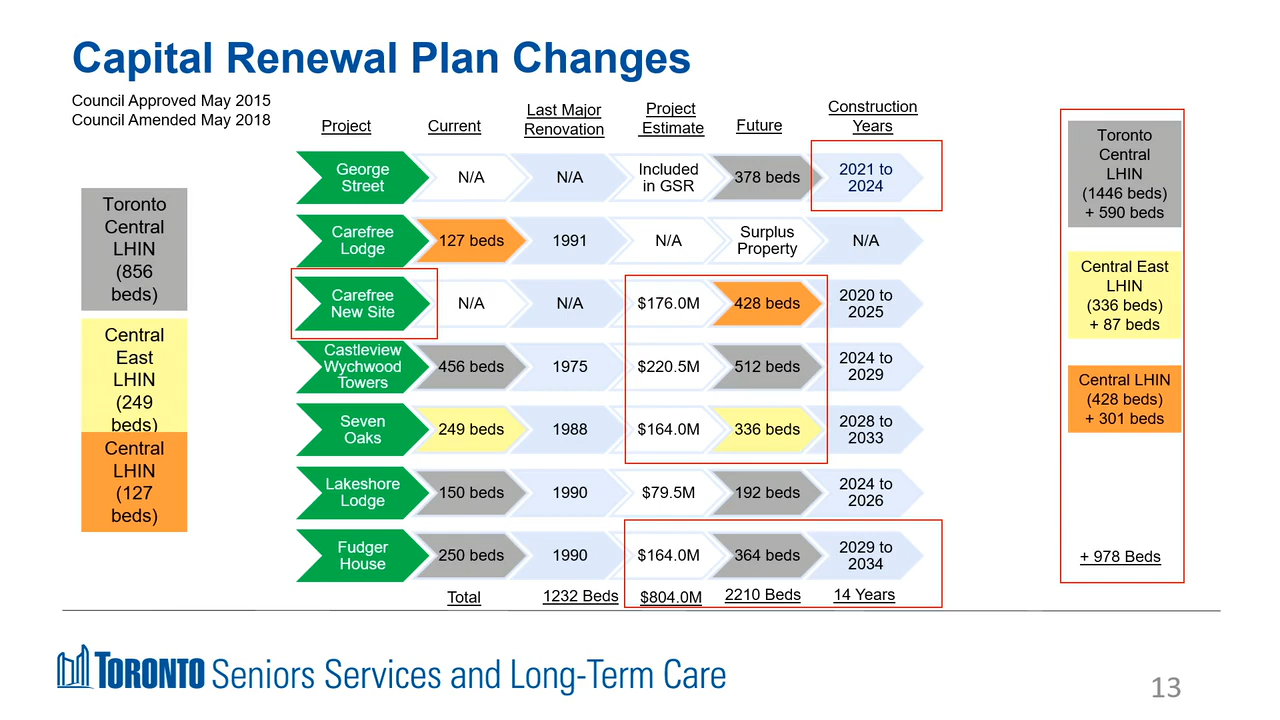 Capital Renewal Plan Changes
Council Approved May 2015
Council Amended May 2018
Project
Current
Last Major
Renovation
Project
Estimate
Future
Construction
Years
George
Street
N/A
N/A
Included
in GSR
378 beds
2021 to
2024
Carefree
Lodge
127 beds
1991
N/A
Surplus
Property
N/A
Carefree
New Site
N/A
N/A
$176.0M
428 beds
2020 to
2025
Castleview
Wychwood
Towers
456 beds
1975
$220.5M
512 beds
2024 to
2029
Seven
Oaks
249 beds
1988
$164.0M
336 beds
2028 to
2033
Lakeshore
Lodge
150 beds
1990
$79.5M
192 beds
2024 to
2026
Fudger
House
250 beds
1990
$164.0M
364 beds
2029 to
2034
Total
1232 Beds
$804.0M
2210 Beds
14 Years
Toronto
Central
LHIN
(856
beds)
Central
East
LHIN
(249
beds)
Central
LHIN
(127
beds)
Toronto
Central
LHIN
(1446 beds)
+ 590 beds
Central East
LHIN
(336 beds)
+ 87 beds
Central LHIN
(428 beds)
+ 301 beds
+ 978 Beds
TORONTO Seniors Services and Long-Term Care
13